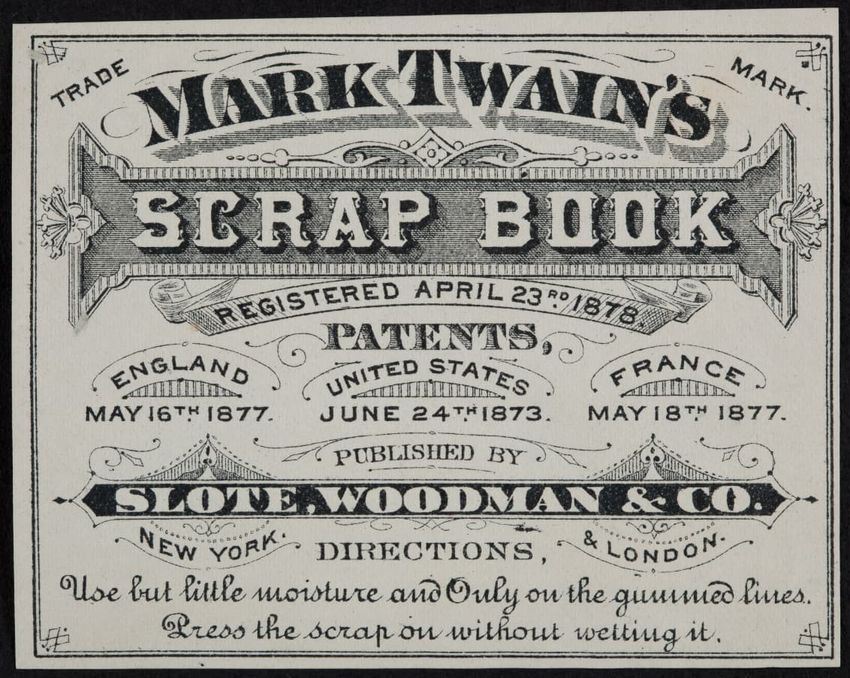 TRADE MARK.
MARK TWAIN'S
SCRAP BOOK
REGISTERED APRIL 23RD 1878.
PATENTS,
ENGLAND UNITED STATES FRANCE
MAY 16TH 1877. JUNE 24TH 1873. MAY 18TH 1877.
PUBLISHED BY
SLOTE, WOODMAN & CO.
NEW YORK. DIRECTIONS, & LONDON.
Use but little moisture and Only on the gummed lines.
Press the scrap on without wetting it.